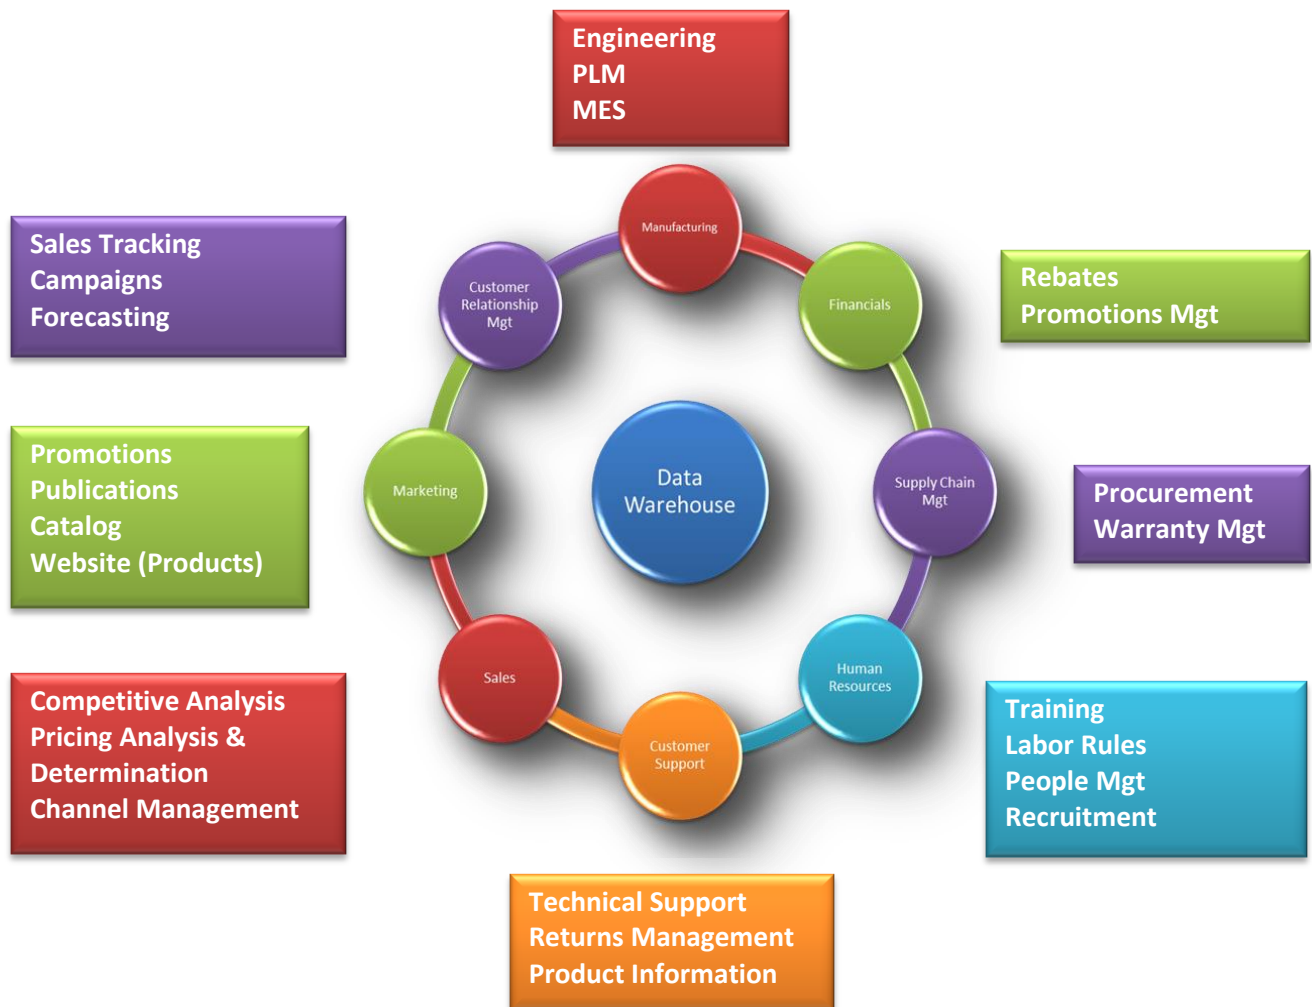 Engineering
PLM
MES
Manufacturing
Sales Tracking
Campaigns
Forecasting
Customer
Relationship
Mgt
Financials
Rebates
Promotions Mgt
Promotions
Publications
Catalog
Website (Products)
Marketing
Data
Warehouse
Supply Chain
Mgt
Procurement
Warranty Mgt
Competitive Analysis
Pricing Analysis &
Determination
Channel Management
Sales
Human
Resources
Training
Labor Rules
People Mgt
Recruitment
Customer
Support
Technical Support
Returns Management
Product Information